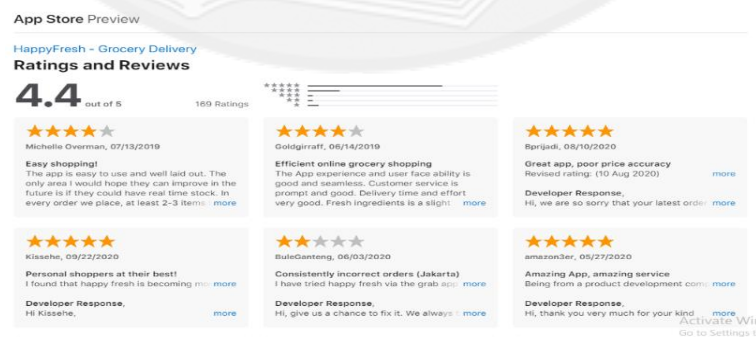 App Store Preview
HappyFresh - Grocery Delivery
Ratings and Reviews
4.4 out of 5
169 Ratings
Michelle Overman, 07/13/2019
Easy shopping!
The app is easy to use and well laid out. The
only area I would hope they can improve in the
future is if they could have real time stock. In
every order we place, at least 2-3 items more
Goldgirraff, 06/14/2019
Efficient online grocery shopping
The App experience and user face ability is
good and seamless. Customer service is
prompt and good. Delivery time and effort
very good. Fresh ingredients is a slight more
Bprijadi, 08/10/2020
Great app, poor price accuracy
Revised rating: (10 Aug 2020) more
Developer Response,
Hi, we are so sorry that your latest order more
Kissehe, 09/22/2020
Personal shoppers at their best!
I found that happy fresh is becoming more
Developer Response,
Hi Kissehe, more
BuleGanteng, 06/03/2020
Consistently incorrect orders (Jakarta)
I have tried happy fresh via the grab app more
Developer Response,
Hi, give us a chance to fix it. We always more
amazon3er, 05/27/2020
Amazing App, amazing service
Being from a product development more
Developer Response,
Hi, thank you very much for your kind more
Activate Win
Go to Settings t